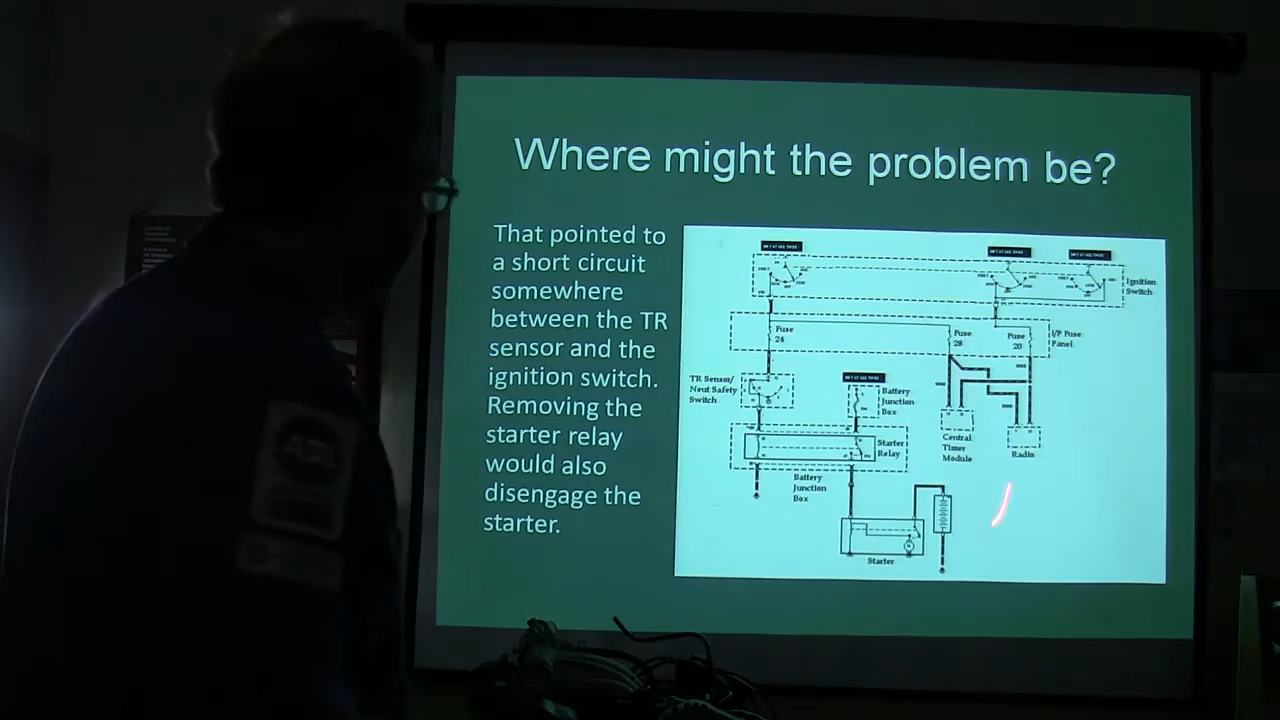 Where might the problem be?
That pointed to
a short circuit
somewhere
between the TR
sensor and the
ignition switch.
Removing the
starter relay
would also
disengage the
starter.
Ignition
Switch
Fuse
24
Fuse
28
Fuse
20
I/P Fuse
Panel
TR Sensor/
Neut Safety
Switch
Battery
Junction
Box
Starter
Relay
Central
Timer
Module
Radio
Battery
Junction
Box
Starter